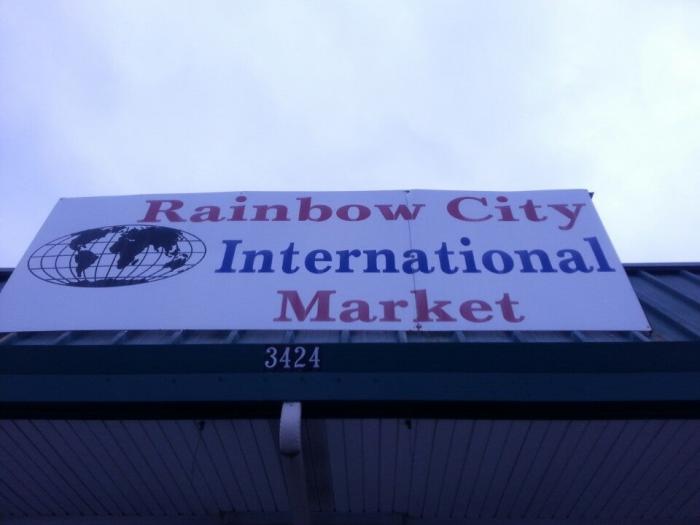 Rainbow City
International
Market
3424